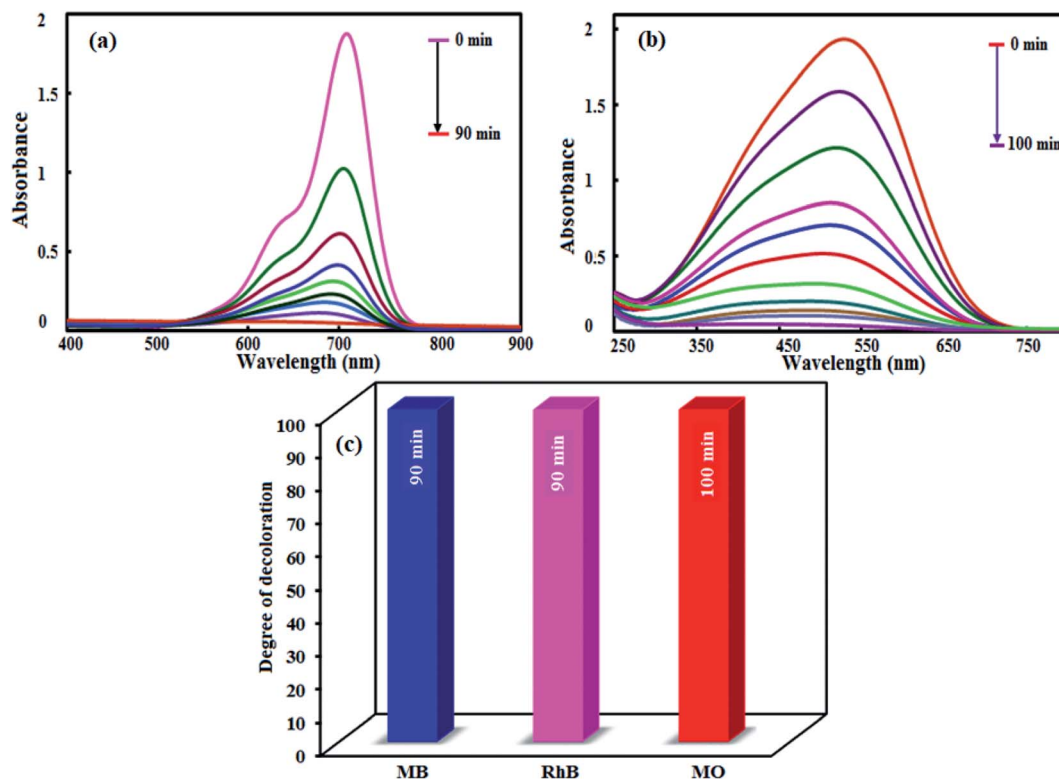 (a)
0 min
90 min
2
1.5
1
0.5
0
Absorbance
400 500 600 700 800 900
Wavelength (nm)
(b)
0 min
100 min
2
1.5
1
0.5
0
Absorbance
250 350 450 550 650 750
Wavelength (nm)
(c)
100
90
80
70
60
50
40
30
20
10
0
Degree of decoloration
90 min
90 min
100 min
MB RhB MO